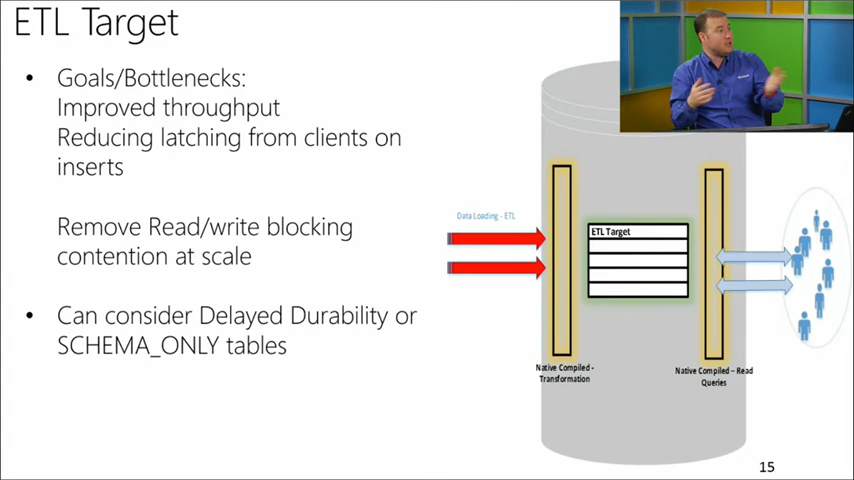 ETL Target
• Goals/Bottlenecks:
Improved throughput
Reducing latching from clients on
inserts
Remove Read/write blocking
contention at scale
• Can consider Delayed Durability or
SCHEMA_ONLY tables
Data Loading - ETL
ETL Target
Native Compiled -
Transformation
Native Compiled – Read
Queries
15